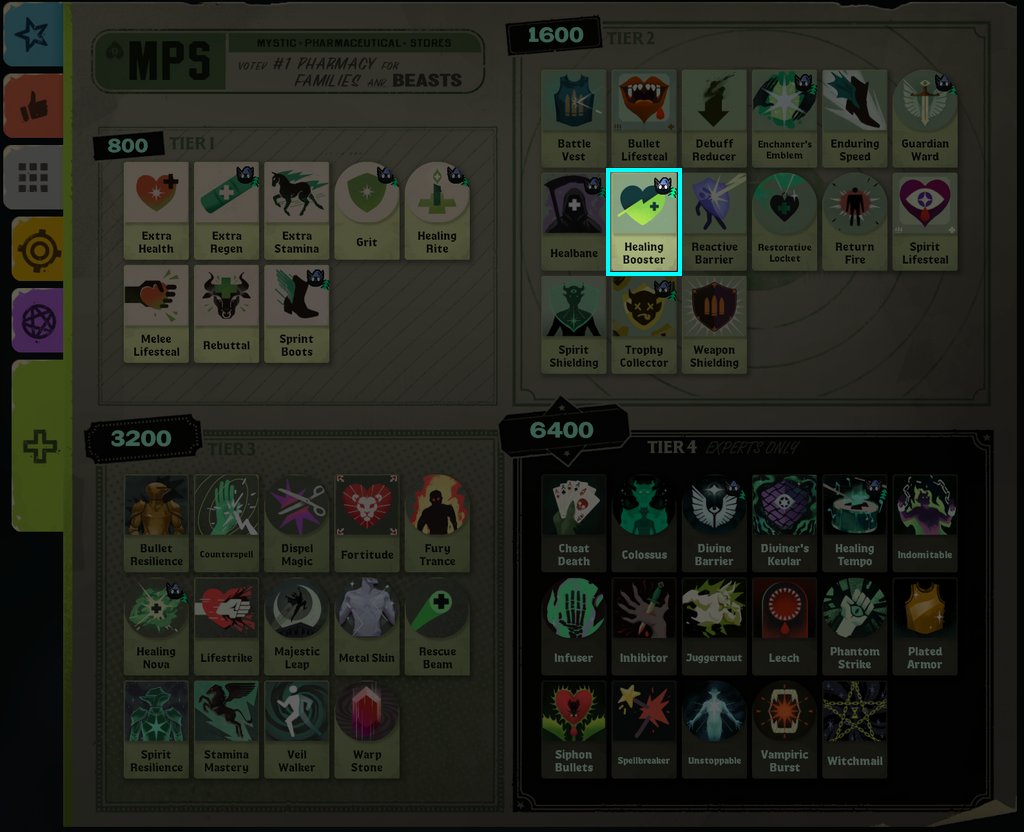 MPS
MYSTIC · PHARMACEUTICAL · STORES
VOTED #1 PHARMACY FOR
FAMILIES AND BEASTS
800
TIER 1
Extra
Health
Extra
Regen
Extra
Stamina
Grit
Healing
Rite
Melee
Lifesteal
Rebuttal
Sprint
Boots
1600
TIER 2
Battle
Vest
Bullet
Lifesteal
Debuff
Reducer
Enchanter's
Emblem
Enduring
Speed
Guardian
Ward
Healbane
Healing
Booster
Reactive
Barrier
Restorative
Locket
Return
Fire
Spirit
Lifesteal
Spirit
Shielding
Trophy
Collector
Weapon
Shielding
3200
TIER 3
Bullet
Resilience
Counterspell
Dispel
Magic
Fortitude
Fury
Trance
Healing
Nova
Lifestrike
Majestic
Leap
Metal Skin
Rescue
Beam
Spirit
Resilience
Stamina
Mastery
Veil
Walker
Warp
Stone
6400
TIER 4 EXPERTS ONLY
Cheat
Death
Colossus
Divine
Barrier
Diviner's
Kevlar
Healing
Tempo
Indomitable
Infuser
Inhibitor
Juggernaut
Leech
Phantom
Strike
Plated
Armor
Siphon
Bullets
Spellbreaker
Unstoppable
Vampiric
Burst
Witchmail